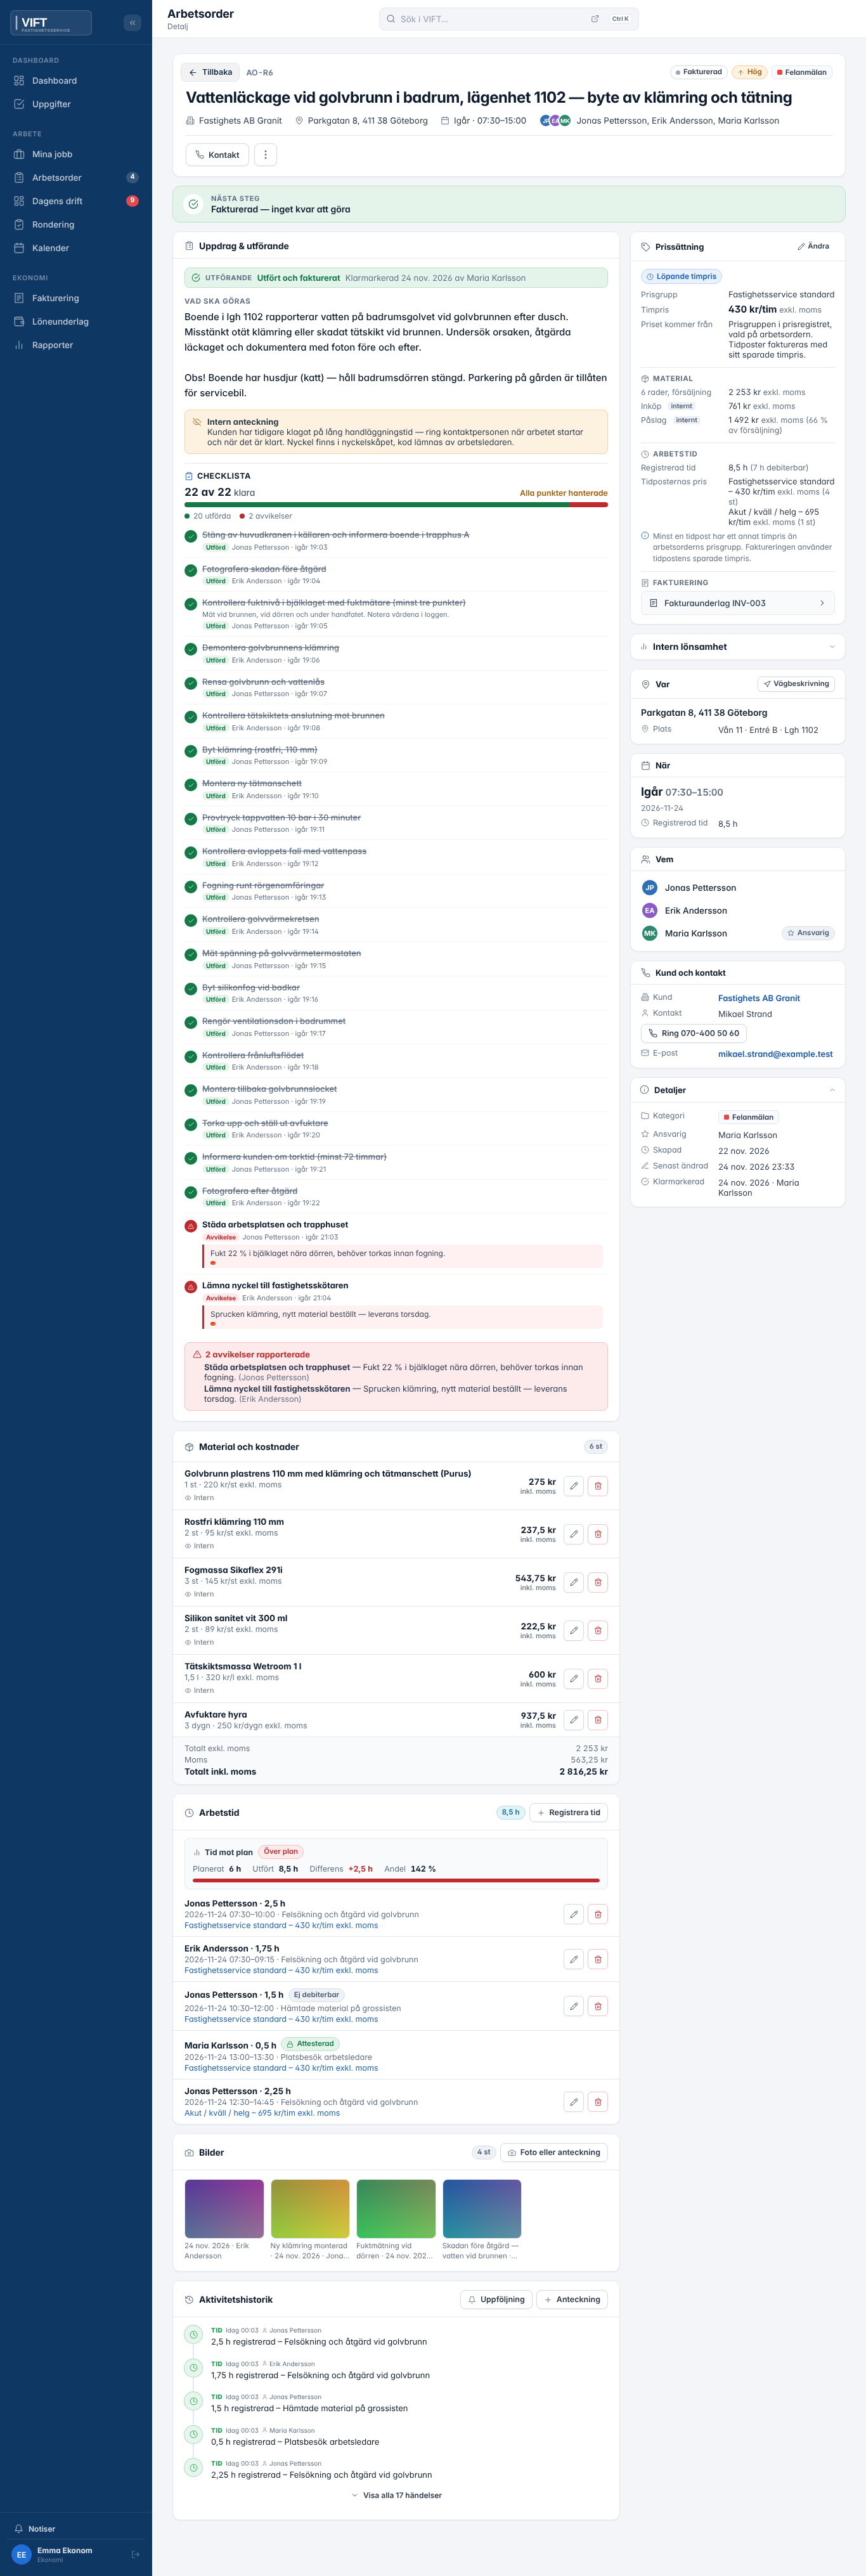 VIFT
FASTIGHETSSERVICE
DASHBOARD
Dashboard
Uppgifter
ARBETE
Mina jobb
Arbetsorder 4
Dagens drift 9
Rondering
Kalender
EKONOMI
Fakturering
Löneunderlag
Rapporter
Notiser
EE
Emma Ekonom
Ekonomi
Arbetsorder
Detalj
Sök i VIFT...
Ctrl K
Tillbaka AO-R6
Fakturerad Hög Felanmälan
Vattenläckage vid golvbrunn i badrum, lägenhet 1102 — byte av klämring och tätning
Fastighets AB Granit Parkgatan 8, 411 38 Göteborg Igår · 07:30–15:00 JP EA MK Jonas Pettersson, Erik Andersson, Maria Karlsson
Kontakt
NÄSTA STEG
Fakturerad — inget kvar att göra
Uppdrag & utförande
UTFÖRANDE Utfört och fakturerat Klarmarkerad 24 nov. 2026 av Maria Karlsson
VAD SKA GÖRAS
Boende i lgh 1102 rapporterar vatten på badrumsgolvet vid golvbrunnen efter dusch.
Misstänkt otät klämring eller skadat tätskikt vid brunnen. Undersök orsaken, åtgärda
läckaget och dokumentera med foton före och efter.
Obs! Boende har husdjur (katt) — håll badrumsdörren stängd. Parkering på gården är tillåten
för servicebil.
Intern anteckning
Kunden har tidigare klagat på lång handläggningstid — ring kontaktpersonen när arbetet startar
och när det är klart. Nyckel finns i nyckelskåpet, kod lämnas av arbetsledaren.
CHECKLISTA
22 av 22 klara
Alla punkter hanterade
20 utförda 2 avvikelser
Stäng av huvudkranen i källaren och informera boende i trapphus A
Utförd Jonas Pettersson · igår 19:03
Fotografera skadan före åtgärd
Utförd Erik Andersson · igår 19:04
Kontrollera fuktnivå i bjälklaget med fuktmätare (minst tre punkter)
Mät vid brunnen, vid dörren och under handfatet. Notera värdena i loggen.
Utförd Jonas Pettersson · igår 19:05
Demontera golvbrunnens klämring
Utförd Erik Andersson · igår 19:06
Rensa golvbrunn och vattenlås
Utförd Jonas Pettersson · igår 19:07
Kontrollera tätskiktets anslutning mot brunnen
Utförd Erik Andersson · igår 19:08
Byt klämring (rostfri, 110 mm)
Utförd Jonas Pettersson · igår 19:09
Montera ny tätmanschett
Utförd Erik Andersson · igår 19:10
Provtryck tappvatten 10 bar i 30 minuter
Utförd Jonas Pettersson · igår 19:11
Kontrollera avloppets fall med vattenpass
Utförd Erik Andersson · igår 19:12
Fogning runt rörgenomföringar
Utförd Jonas Pettersson · igår 19:13
Kontrollera golvvärmekretsen
Utförd Erik Andersson · igår 19:14
Mät spänning på golvvärmetermostaten
Utförd Jonas Pettersson · igår 19:15
Byt silikonfog vid badkar
Utförd Erik Andersson · igår 19:16
Rengör ventilationsdon i badrummet
Utförd Jonas Pettersson · igår 19:17
Kontrollera frånluftsflödet
Utförd Erik Andersson · igår 19:18
Montera tillbaka golvbrunnslocket
Utförd Jonas Pettersson · igår 19:19
Torka upp och ställ ut avfuktare
Utförd Erik Andersson · igår 19:20
Informera kunden om torktid (minst 72 timmar)
Utförd Jonas Pettersson · igår 19:21
Fotografera efter åtgärd
Utförd Erik Andersson · igår 19:22
Städa arbetsplatsen och trapphuset
Avvikelse Jonas Pettersson · igår 21:03
Fukt 22 % i bjälklaget nära dörren, behöver torkas innan fogning.
Lämna nyckel till fastighetsskötaren
Avvikelse Erik Andersson · igår 21:04
Sprucken klämring, nytt material beställt — leverans torsdag.
2 avvikelser rapporterade
Städa arbetsplatsen och trapphuset — Fukt 22 % i bjälklaget nära dörren, behöver torkas innan
fogning. (Jonas Pettersson)
Lämna nyckel till fastighetsskötaren — Sprucken klämring, nytt material beställt — leverans
torsdag. (Erik Andersson)
Material och kostnader 6 st
Golvbrunn plastrens 110 mm med klämring och tätmanschett (Purus)
1 st · 220 kr/st exkl. moms
Intern
275 kr
inkl. moms
Rostfri klämring 110 mm
2 st · 95 kr/st exkl. moms
Intern
237,5 kr
inkl. moms
Fogmassa Sikaflex 291i
3 st · 145 kr/st exkl. moms
Intern
543,75 kr
inkl. moms
Silikon sanitet vit 300 ml
2 st · 89 kr/st exkl. moms
Intern
222,5 kr
inkl. moms
Tätskiktsmassa Wetroom 1 l
1,5 l · 320 kr/l exkl. moms
Intern
600 kr
inkl. moms
Avfuktare hyra
3 dygn · 250 kr/dygn exkl. moms
937,5 kr
inkl. moms
Totalt exkl. moms 2 253 kr
Moms 563,25 kr
Totalt inkl. moms 2 816,25 kr
Arbetstid 8,5 h Registrera tid
Tid mot plan Över plan
Planerat 6 h Utfört 8,5 h Differens +2,5 h Andel 142 %
Jonas Pettersson · 2,5 h
2026-11-24 07:30–10:00 · Felsökning och åtgärd vid golvbrunn
Fastighetsservice standard – 430 kr/tim exkl. moms
Erik Andersson · 1,75 h
2026-11-24 07:30–09:15 · Felsökning och åtgärd vid golvbrunn
Fastighetsservice standard – 430 kr/tim exkl. moms
Jonas Pettersson · 1,5 h Ej debiterbar
2026-11-24 10:30–12:00 · Hämtade material på grossisten
Fastighetsservice standard – 430 kr/tim exkl. moms
Maria Karlsson · 0,5 h Attesterad
2026-11-24 13:00–13:30 · Platsbesök arbetsledare
Fastighetsservice standard – 430 kr/tim exkl. moms
Jonas Pettersson · 2,25 h
2026-11-24 12:30–14:45 · Felsökning och åtgärd vid golvbrunn
Akut / kväll / helg – 695 kr/tim exkl. moms
Bilder 4 st Foto eller anteckning
24 nov. 2026 · Erik
Andersson
Ny klämring monterad
· 24 nov. 2026 · Jona...
Fuktmätning vid
dörren · 24 nov. 202...
Skadan före åtgärd —
vatten vid brunnen ·...
Aktivitetshistorik Uppföljning Anteckning
TID Idag 00:03 Jonas Pettersson
2,5 h registrerad – Felsökning och åtgärd vid golvbrunn
TID Idag 00:03 Erik Andersson
1,75 h registrerad – Felsökning och åtgärd vid golvbrunn
TID Idag 00:03 Jonas Pettersson
1,5 h registrerad – Hämtade material på grossisten
TID Idag 00:03 Maria Karlsson
0,5 h registrerad – Platsbesök arbetsledare
TID Idag 00:03 Jonas Pettersson
2,25 h registrerad – Felsökning och åtgärd vid golvbrunn
Visa alla 17 händelser
Prissättning Ändra
Löpande timpris
Prisgrupp Fastighetsservice standard
Timpris 430 kr/tim exkl. moms
Priset kommer från Prisgruppen i prisregistret,
vald på arbetsordern.
Tidposter faktureras med
sitt sparade timpris.
MATERIAL
6 rader, försäljning 2 253 kr exkl. moms
Inköp internt 761 kr exkl. moms
Påslag internt 1 492 kr exkl. moms (66 %
av försäljning)
ARBETSTID
Registrerad tid 8,5 h (7 h debiterbar)
Tidposternas pris Fastighetsservice standard
– 430 kr/tim exkl. moms (4
st)
Akut / kväll / helg – 695
kr/tim exkl. moms (1 st)
Minst en tidpost har ett annat timpris än
arbetsorderns prisgrupp. Faktureringen använder
tidpostens sparade timpris.
FAKTURERING
Fakturaunderlag INV-003
Intern lönsamhet
Var Vägbeskrivning
Parkgatan 8, 411 38 Göteborg
Plats Vån 11 · Entré B · Lgh 1102
När
Igår 07:30–15:00
2026-11-24
Registrerad tid 8,5 h
Vem
JP Jonas Pettersson
EA Erik Andersson
MK Maria Karlsson Ansvarig
Kund och kontakt
Kund Fastighets AB Granit
Kontakt Mikael Strand
Ring 070-400 50 60
E-post mikael.strand@example.test
Detaljer
Kategori Felanmälan
Ansvarig Maria Karlsson
Skapad 22 nov. 2026
Senast ändrad 24 nov. 2026 23:33
Klarmarkerad 24 nov. 2026 · Maria
Karlsson